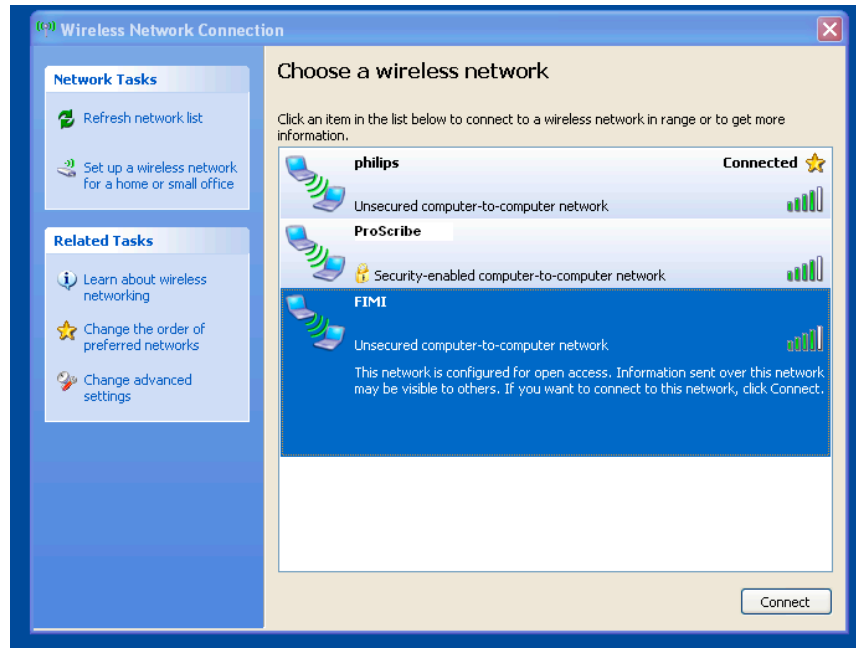 Wireless Network Connection
Network Tasks
Refresh network list
Set up a wireless network
for a home or small office
Related Tasks
Learn about wireless
networking
Change the order of
preferred networks
Change advanced
settings
Choose a wireless network
Click an item in the list below to connect to a wireless network in range or to get more
information.
philips Connected
Unsecured computer-to-computer network
ProScribe
Security-enabled computer-to-computer network
FIMI
Unsecured computer-to-computer network
This network is configured for open access. Information sent over this network
may be visible to others. If you want to connect to this network, click Connect.
Connect